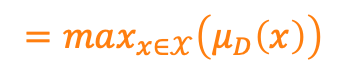 = max_{x∈𝒳}(μ_D(x))